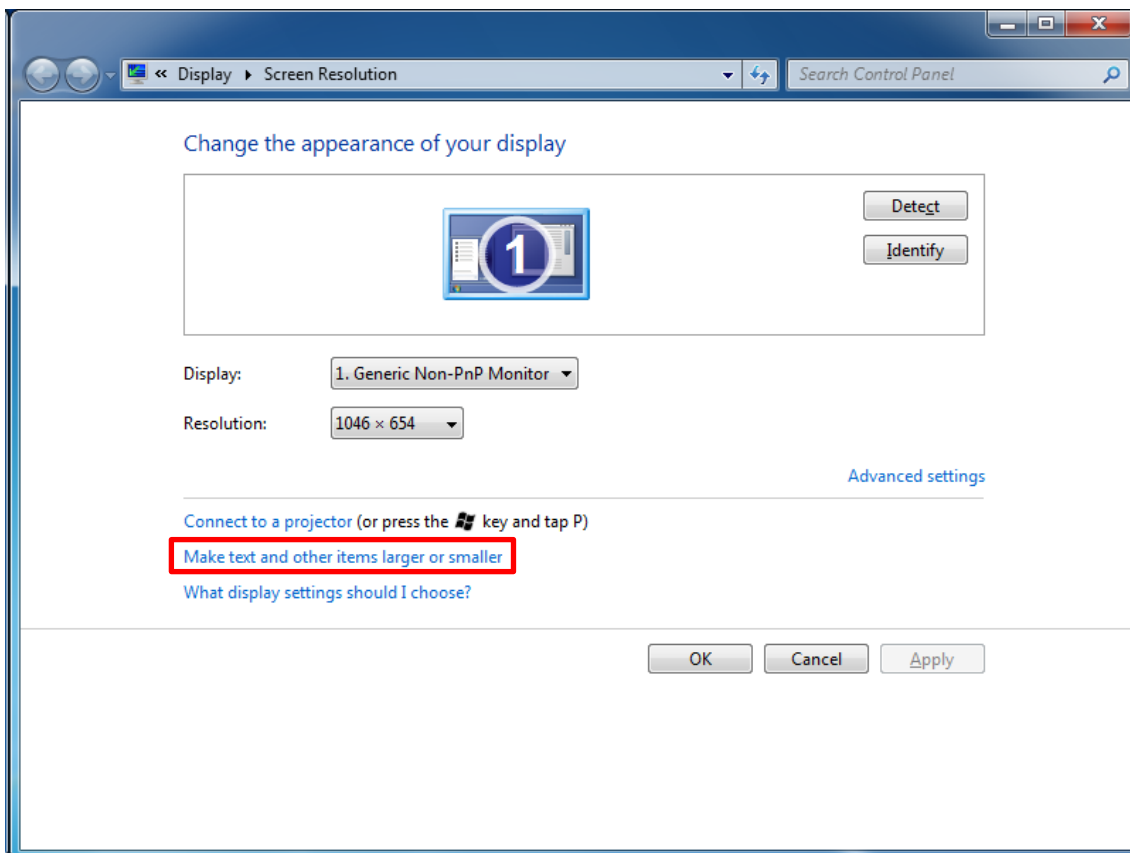 « Display ▸ Screen Resolution
Search Control Panel
Change the appearance of your display
1
Detect
Identify
Display: 1. Generic Non-PnP Monitor
Resolution: 1046 × 654
Advanced settings
Connect to a projector (or press the key and tap P)
Make text and other items larger or smaller
What display settings should I choose?
OK Cancel Apply